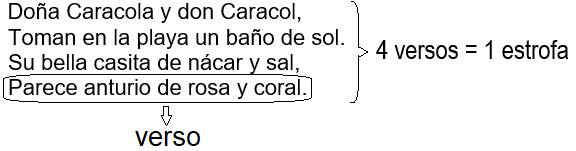 Doña Caracola y don Caracol,
Toman en la playa un baño de sol.
Su bella casita de nácar y sal,
Parece anturio de rosa y coral.
4 versos = 1 estrofa
verso